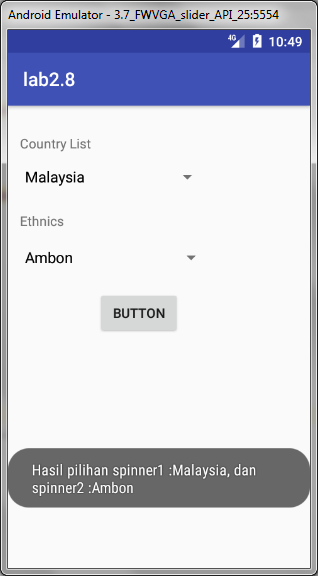 Android Emulator - 3.7_FWVGA_slider_API_25:5554
4G 10:49
lab2.8
Country List
Malaysia
Ethnics
Ambon
BUTTON
Hasil pilihan spinner1 :Malaysia, dan
spinner2 :Ambon